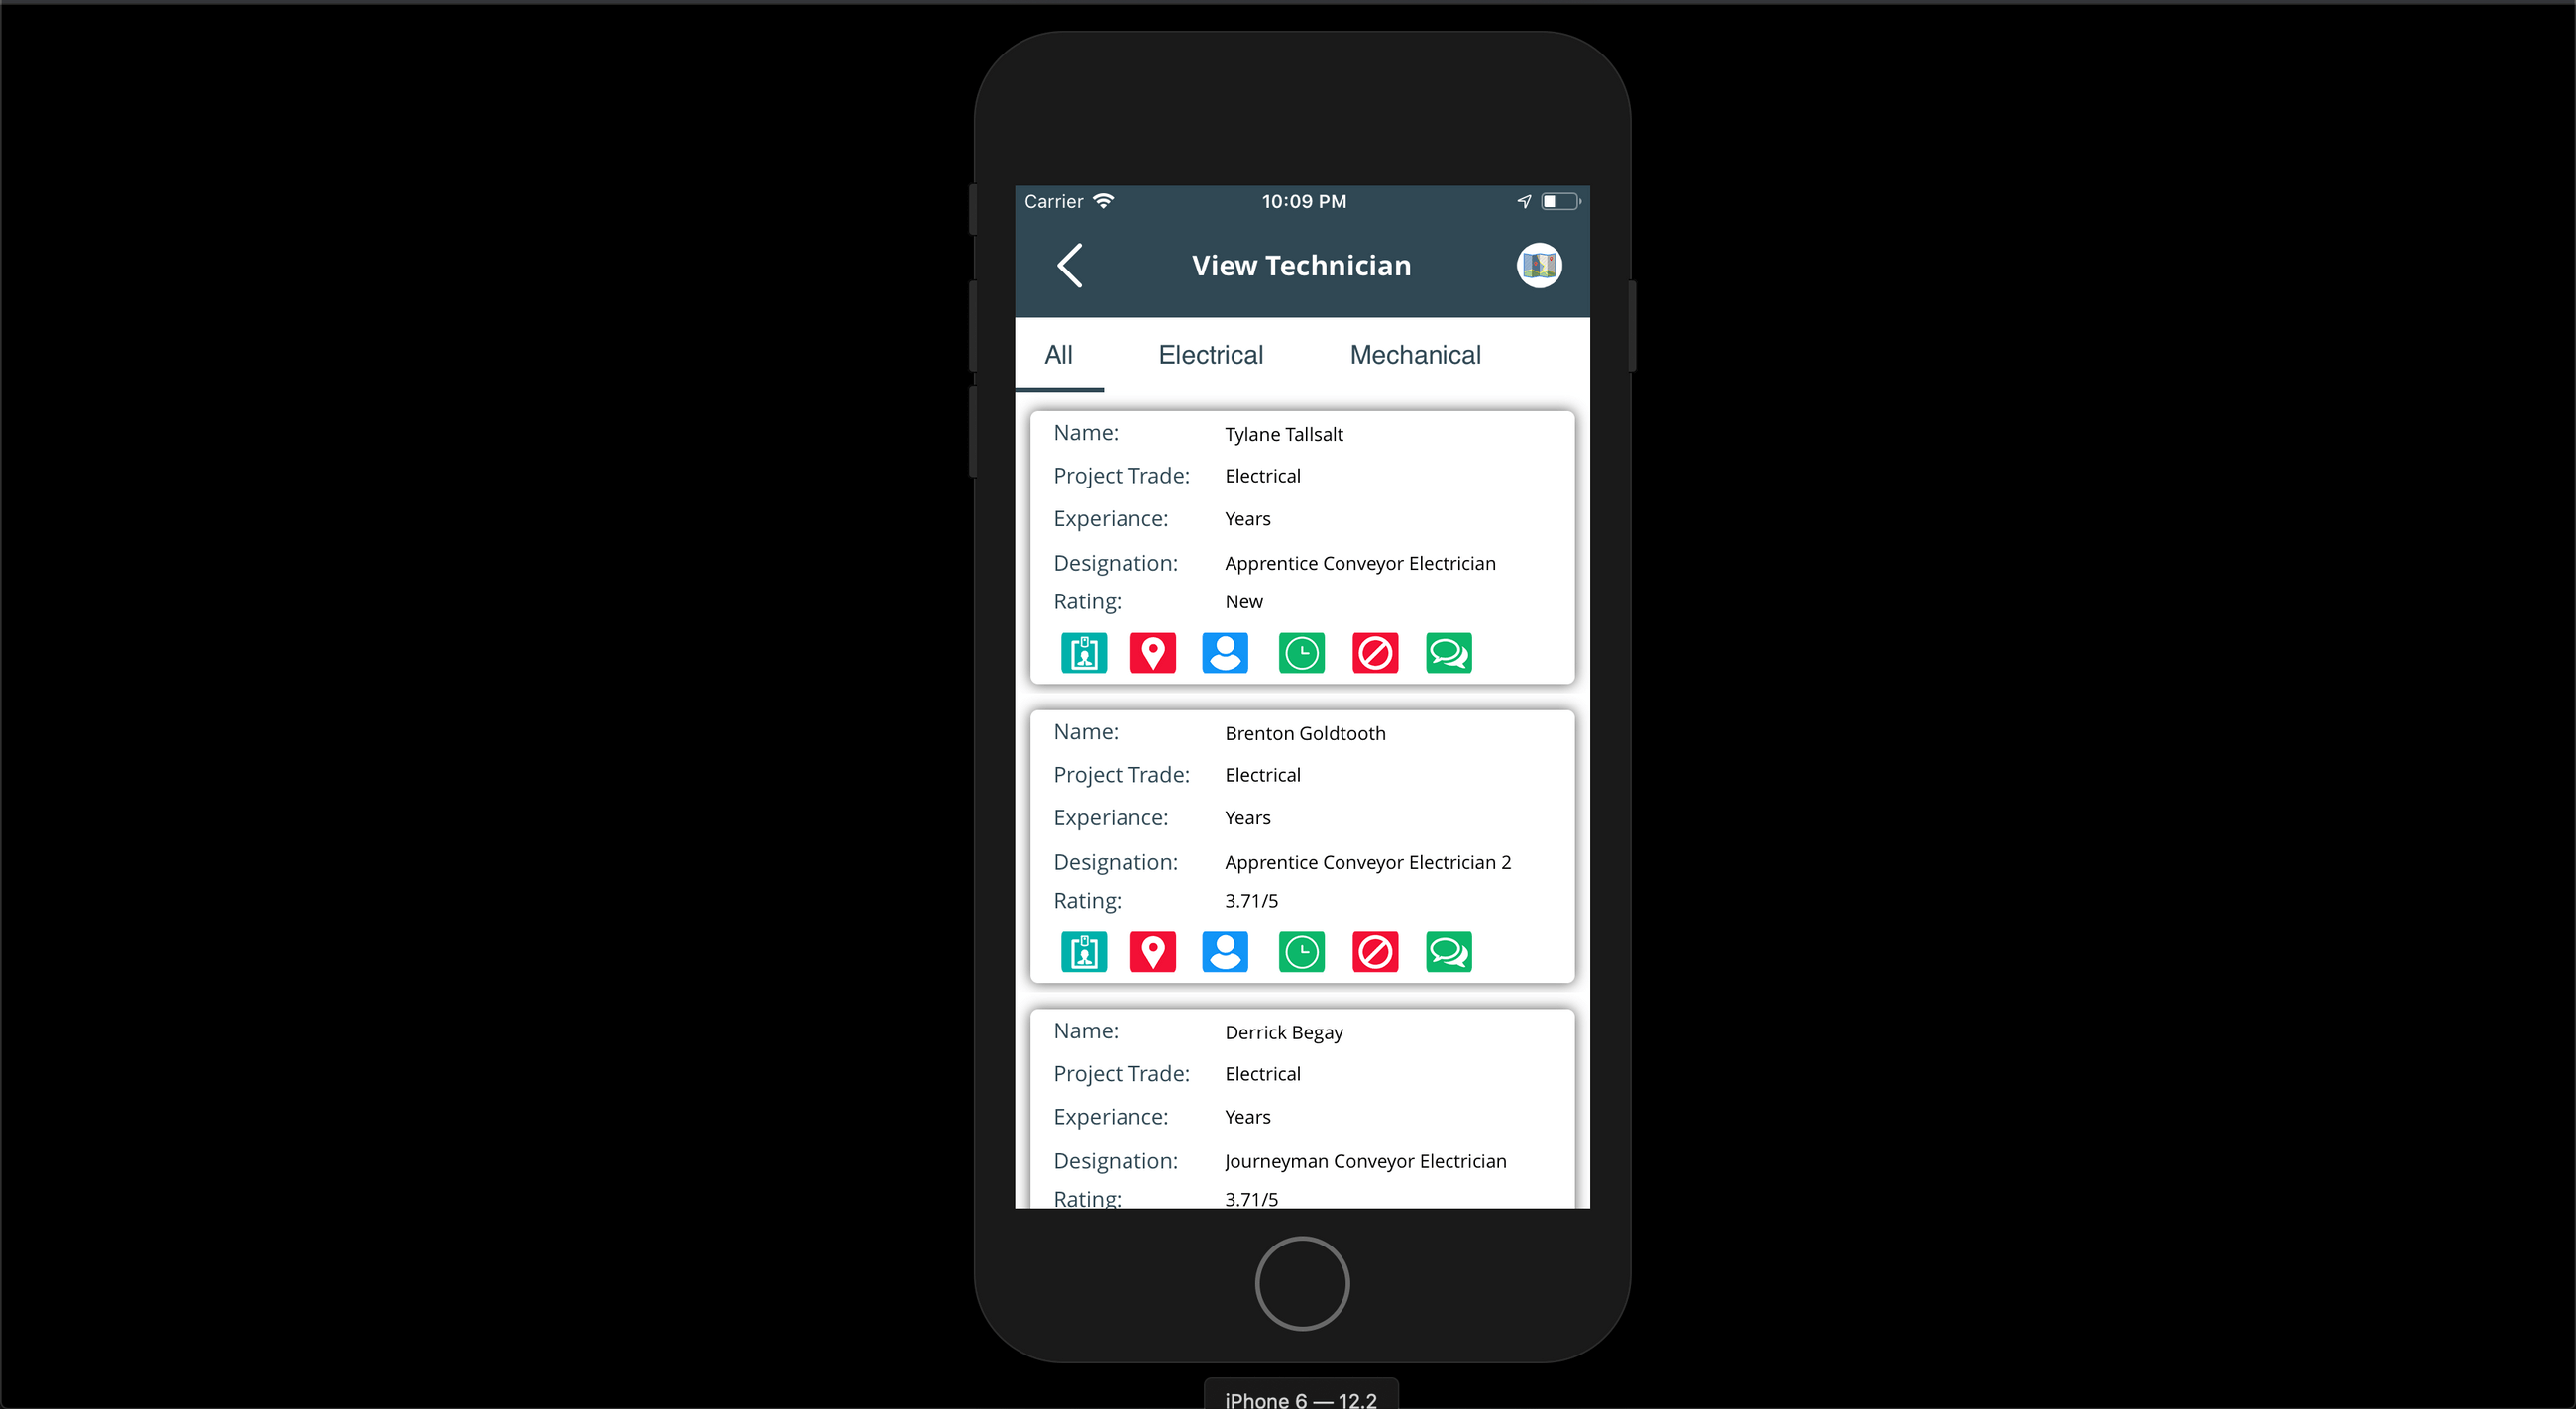 Carrier 10:09 PM
View Technician
All Electrical Mechanical
Name: Tylane Tallsalt
Project Trade: Electrical
Experiance: Years
Designation: Apprentice Conveyor Electrician
Rating: New
Name: Brenton Goldtooth
Project Trade: Electrical
Experiance: Years
Designation: Apprentice Conveyor Electrician 2
Rating: 3.71/5
Name: Derrick Begay
Project Trade: Electrical
Experiance: Years
Designation: Journeyman Conveyor Electrician
Rating: 3.71/5
iPhone 6 — 12.2